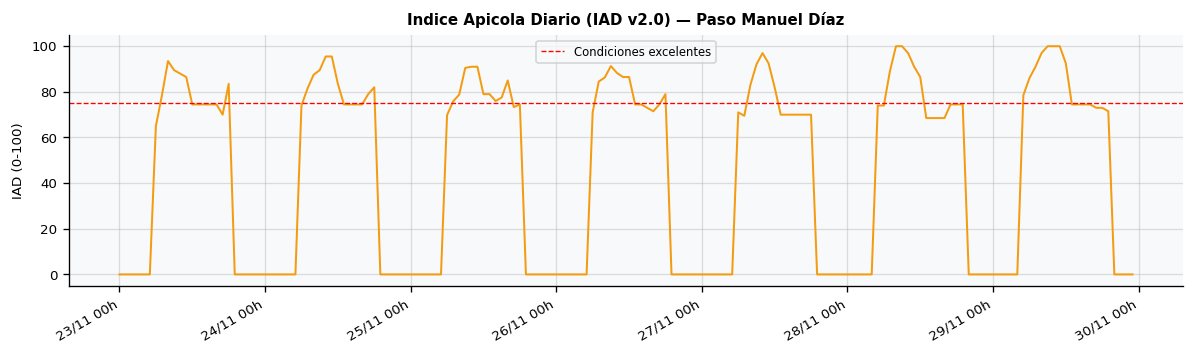 Indice Apicola Diario (IAD v2.0) — Paso Manuel Díaz
Condiciones excelentes
IAD (0-100)
100
80
60
40
20
0
23/11 00h
24/11 00h
25/11 00h
26/11 00h
27/11 00h
28/11 00h
29/11 00h
30/11 00h